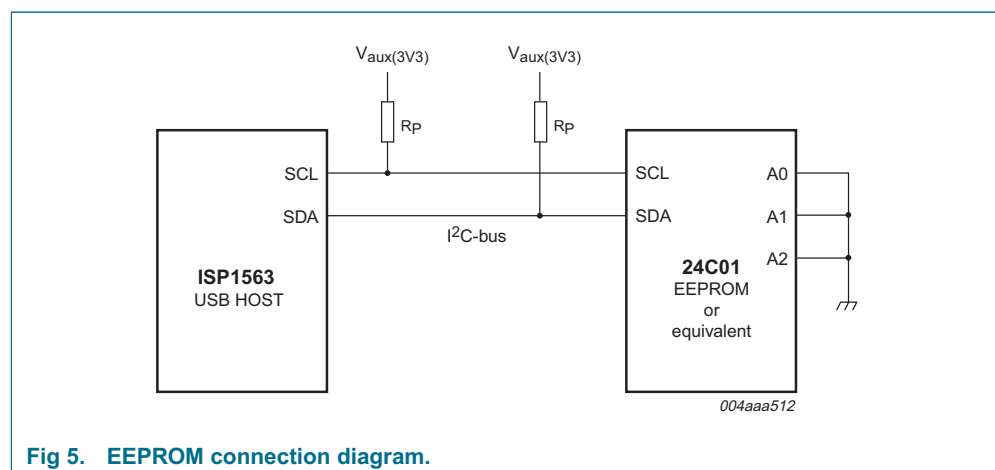 Vaux(3V3) Vaux(3V3)
RP RP
SCL SCL A0
SDA SDA A1
I2C-bus
A2
ISP1563 24C01
USB HOST EEPROM
or
equivalent
004aaa512
Fig 5. EEPROM connection diagram.